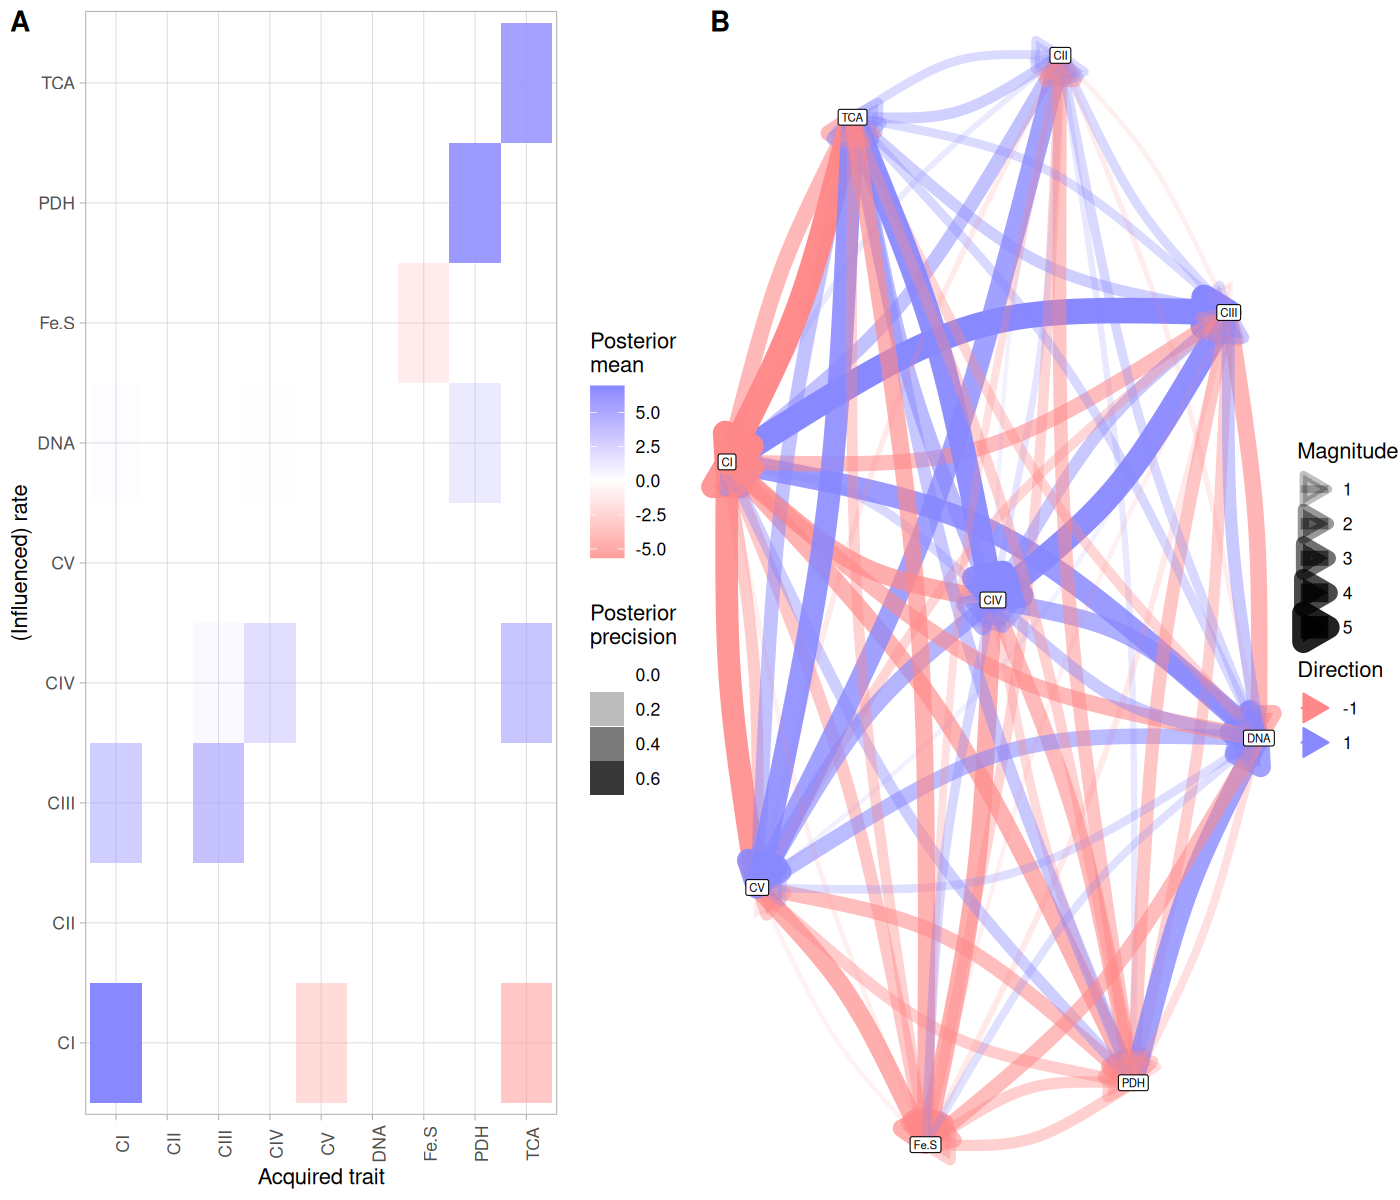 A
TCA
PDH
Fe.S
DNA
CV
CIV
CIII
CII
CI
(Influenced) rate
CI
CII
CIII
CIV
CV
DNA
Fe.S
PDH
TCA
Acquired trait
Posterior
mean
5.0
2.5
0.0
-2.5
-5.0
Posterior
precision
0.0
0.2
0.4
0.6
B
CII
TCA
CIII
CI
CIV
DNA
CV
PDH
Fe.S
Magnitude
1
2
3
4
5
Direction
-1
1